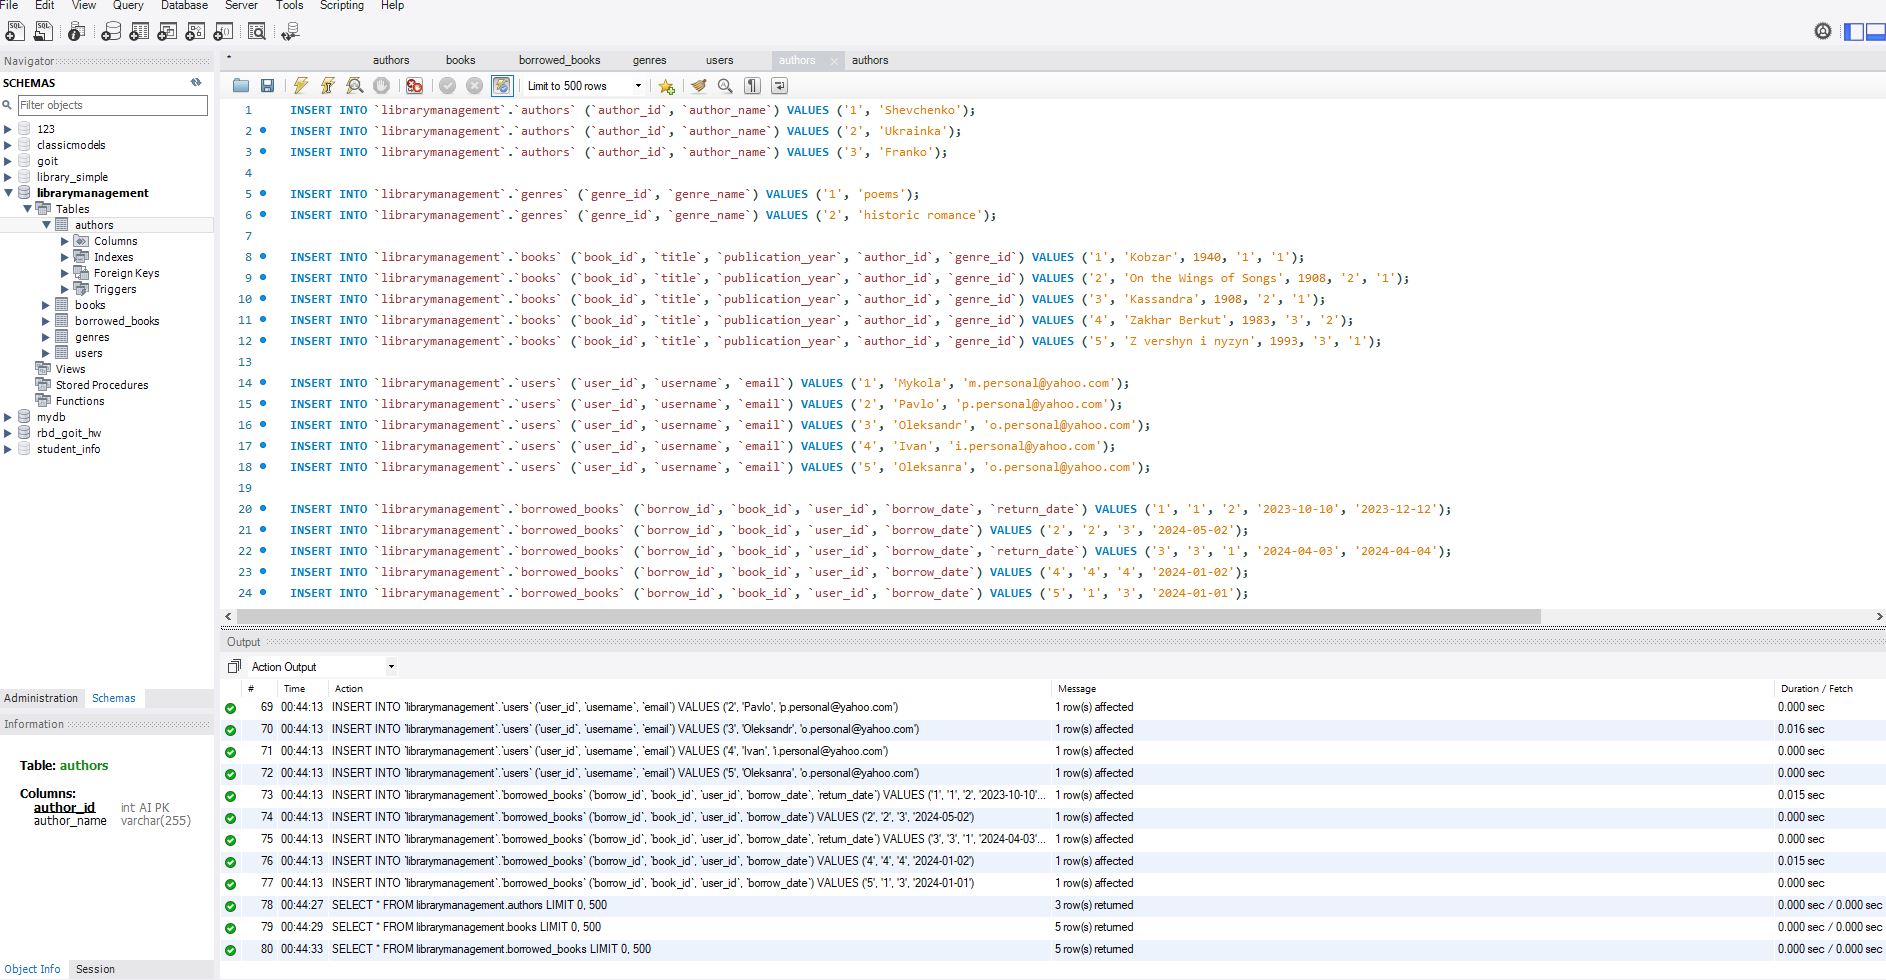 File Edit View Query Database Server Tools Scripting Help
Navigator
SCHEMAS
Filter objects
123
classicmodels
goit
library_simple
librarymanagement
Tables
authors
Columns
Indexes
Foreign Keys
Triggers
books
borrowed_books
genres
users
Views
Stored Procedures
Functions
mydb
rbd_goit_hw
student_info
Administration Schemas
Information
Table: authors
Columns:
author_id int AI PK
author_name varchar(255)
Object Info Session
* authors books borrowed_books genres users authors authors
Limit to 500 rows
1 INSERT INTO `librarymanagement`.`authors` (`author_id`, `author_name`) VALUES ('1', 'Shevchenko');
2 INSERT INTO `librarymanagement`.`authors` (`author_id`, `author_name`) VALUES ('2', 'Ukrainka');
3 INSERT INTO `librarymanagement`.`authors` (`author_id`, `author_name`) VALUES ('3', 'Franko');
4
5 INSERT INTO `librarymanagement`.`genres` (`genre_id`, `genre_name`) VALUES ('1', 'poems');
6 INSERT INTO `librarymanagement`.`genres` (`genre_id`, `genre_name`) VALUES ('2', 'historic romance');
7
8 INSERT INTO `librarymanagement`.`books` (`book_id`, `title`, `publication_year`, `author_id`, `genre_id`) VALUES ('1', 'Kobzar', 1940, '1', '1');
9 INSERT INTO `librarymanagement`.`books` (`book_id`, `title`, `publication_year`, `author_id`, `genre_id`) VALUES ('2', 'On the Wings of Songs', 1908, '2', '1');
10 INSERT INTO `librarymanagement`.`books` (`book_id`, `title`, `publication_year`, `author_id`, `genre_id`) VALUES ('3', 'Kassandra', 1908, '2', '1');
11 INSERT INTO `librarymanagement`.`books` (`book_id`, `title`, `publication_year`, `author_id`, `genre_id`) VALUES ('4', 'Zakhar Berkut', 1983, '3', '2');
12 INSERT INTO `librarymanagement`.`books` (`book_id`, `title`, `publication_year`, `author_id`, `genre_id`) VALUES ('5', 'Z vershyn i nyzyn', 1993, '3', '1');
13
14 INSERT INTO `librarymanagement`.`users` (`user_id`, `username`, `email`) VALUES ('1', 'Mykola', 'm.personal@yahoo.com');
15 INSERT INTO `librarymanagement`.`users` (`user_id`, `username`, `email`) VALUES ('2', 'Pavlo', 'p.personal@yahoo.com');
16 INSERT INTO `librarymanagement`.`users` (`user_id`, `username`, `email`) VALUES ('3', 'Oleksandr', 'o.personal@yahoo.com');
17 INSERT INTO `librarymanagement`.`users` (`user_id`, `username`, `email`) VALUES ('4', 'Ivan', 'i.personal@yahoo.com');
18 INSERT INTO `librarymanagement`.`users` (`user_id`, `username`, `email`) VALUES ('5', 'Oleksanra', 'o.personal@yahoo.com');
19
20 INSERT INTO `librarymanagement`.`borrowed_books` (`borrow_id`, `book_id`, `user_id`, `borrow_date`, `return_date`) VALUES ('1', '1', '2', '2023-10-10', '2023-12-12');
21 INSERT INTO `librarymanagement`.`borrowed_books` (`borrow_id`, `book_id`, `user_id`, `borrow_date`) VALUES ('2', '2', '3', '2024-05-02');
22 INSERT INTO `librarymanagement`.`borrowed_books` (`borrow_id`, `book_id`, `user_id`, `borrow_date`, `return_date`) VALUES ('3', '3', '1', '2024-04-03', '2024-04-04');
23 INSERT INTO `librarymanagement`.`borrowed_books` (`borrow_id`, `book_id`, `user_id`, `borrow_date`) VALUES ('4', '4', '4', '2024-01-02');
24 INSERT INTO `librarymanagement`.`borrowed_books` (`borrow_id`, `book_id`, `user_id`, `borrow_date`) VALUES ('5', '1', '3', '2024-01-01');
Output
Action Output
# Time Action Message Duration / Fetch
69 00:44:13 INSERT INTO `librarymanagement`.`users` (`user_id`, `username`, `email`) VALUES ('2', 'Pavlo', 'p.personal@yahoo.com') 1 row(s) affected 0.000 sec
70 00:44:13 INSERT INTO `librarymanagement`.`users` (`user_id`, `username`, `email`) VALUES ('3', 'Oleksandr', 'o.personal@yahoo.com') 1 row(s) affected 0.016 sec
71 00:44:13 INSERT INTO `librarymanagement`.`users` (`user_id`, `username`, `email`) VALUES ('4', 'Ivan', 'i.personal@yahoo.com') 1 row(s) affected 0.000 sec
72 00:44:13 INSERT INTO `librarymanagement`.`users` (`user_id`, `username`, `email`) VALUES ('5', 'Oleksanra', 'o.personal@yahoo.com') 1 row(s) affected 0.000 sec
73 00:44:13 INSERT INTO `librarymanagement`.`borrowed_books` (`borrow_id`, `book_id`, `user_id`, `borrow_date`, `return_date`) VALUES ('1', '1', '2', '2023-10-10'... 1 row(s) affected 0.015 sec
74 00:44:13 INSERT INTO `librarymanagement`.`borrowed_books` (`borrow_id`, `book_id`, `user_id`, `borrow_date`) VALUES ('2', '2', '3', '2024-05-02') 1 row(s) affected 0.000 sec
75 00:44:13 INSERT INTO `librarymanagement`.`borrowed_books` (`borrow_id`, `book_id`, `user_id`, `borrow_date`, `return_date`) VALUES ('3', '3', '1', '2024-04-03'... 1 row(s) affected 0.000 sec
76 00:44:13 INSERT INTO `librarymanagement`.`borrowed_books` (`borrow_id`, `book_id`, `user_id`, `borrow_date`) VALUES ('4', '4', '4', '2024-01-02') 1 row(s) affected 0.015 sec
77 00:44:13 INSERT INTO `librarymanagement`.`borrowed_books` (`borrow_id`, `book_id`, `user_id`, `borrow_date`) VALUES ('5', '1', '3', '2024-01-01') 1 row(s) affected 0.000 sec
78 00:44:27 SELECT * FROM librarymanagement.authors LIMIT 0, 500 3 row(s) returned 0.000 sec / 0.000 sec
79 00:44:29 SELECT * FROM librarymanagement.books LIMIT 0, 500 5 row(s) returned 0.000 sec / 0.000 sec
80 00:44:33 SELECT * FROM librarymanagement.borrowed_books LIMIT 0, 500 5 row(s) returned 0.000 sec / 0.000 sec